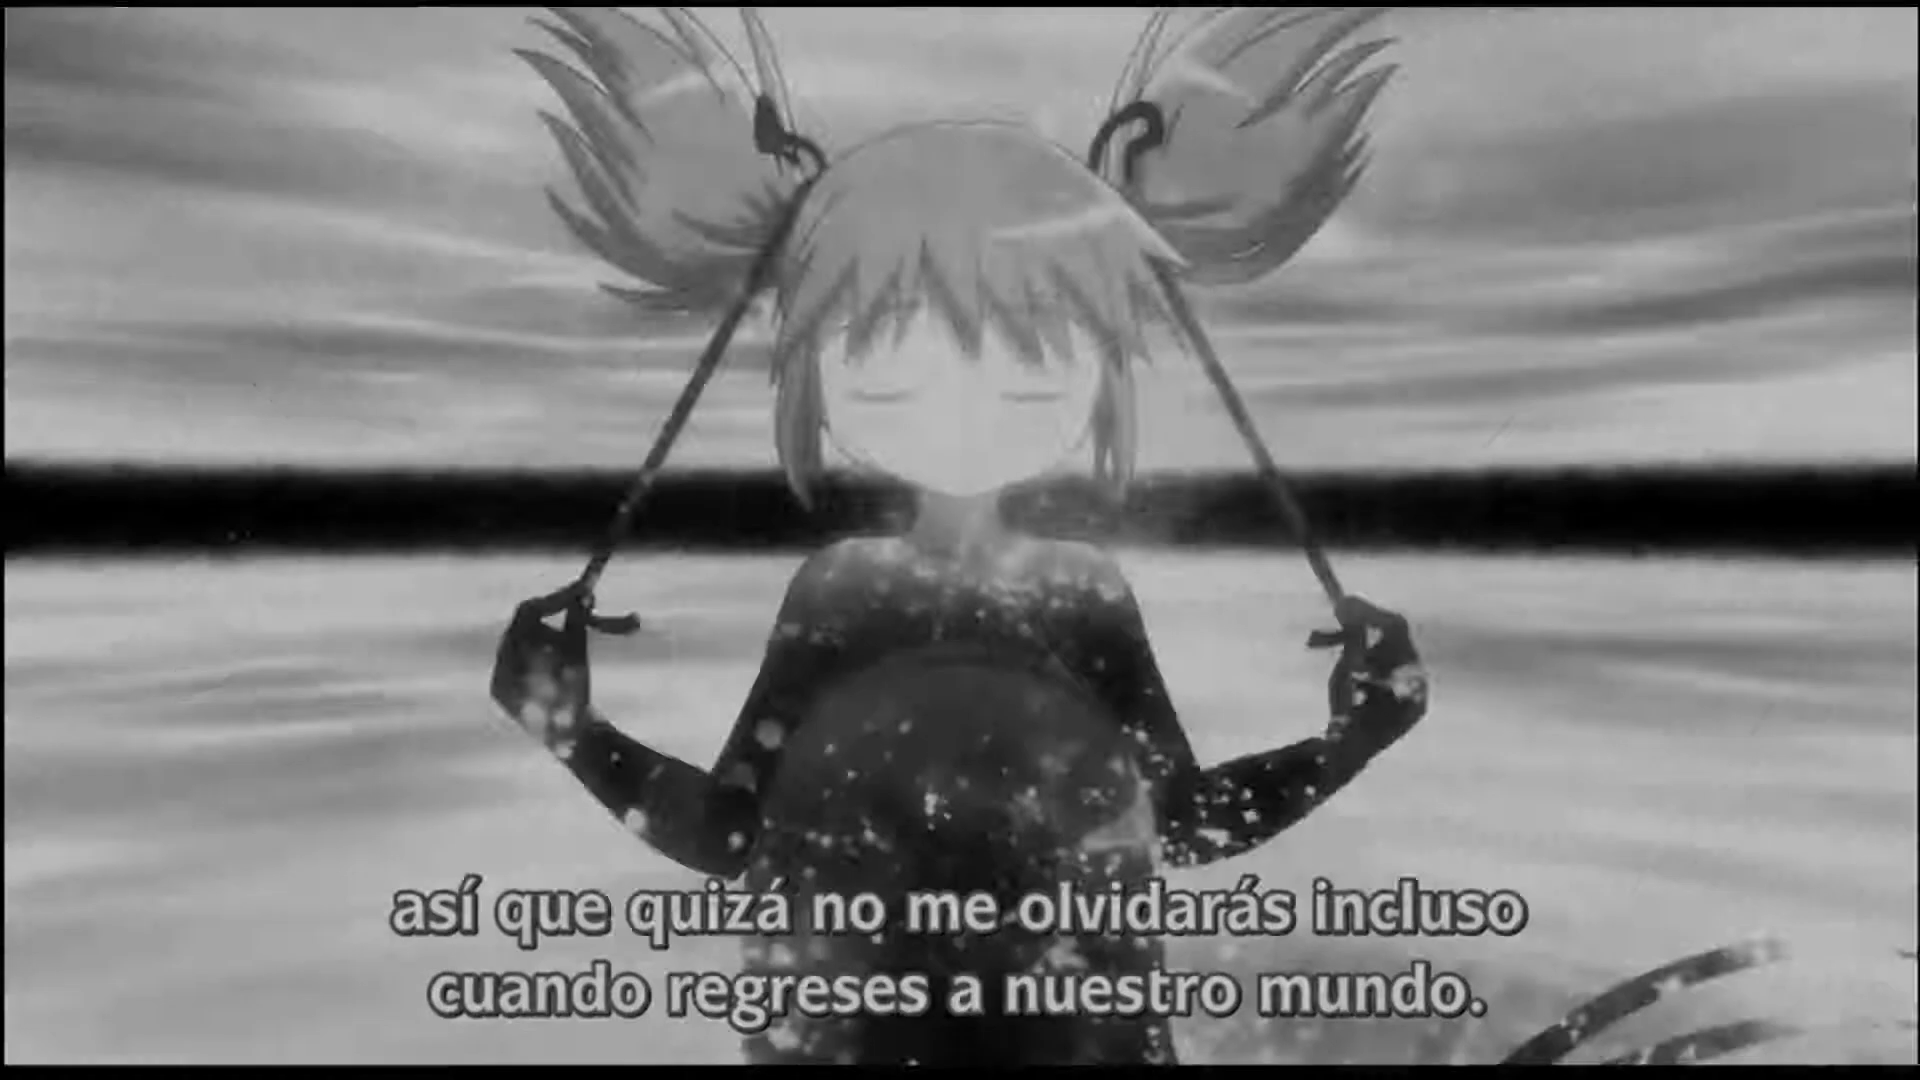 así que quizá no me olvidarás incluso
cuando regreses a nuestro mundo.